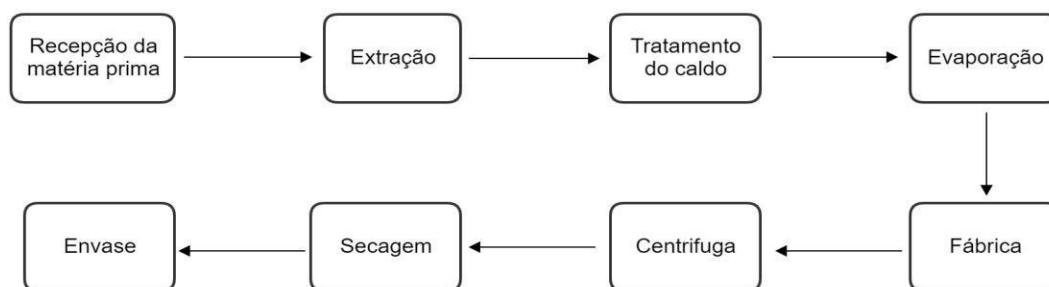 Recepção da
matéria prima
Extração
Tratamento
do caldo
Evaporação
Fábrica
Centrifuga
Secagem
Envase